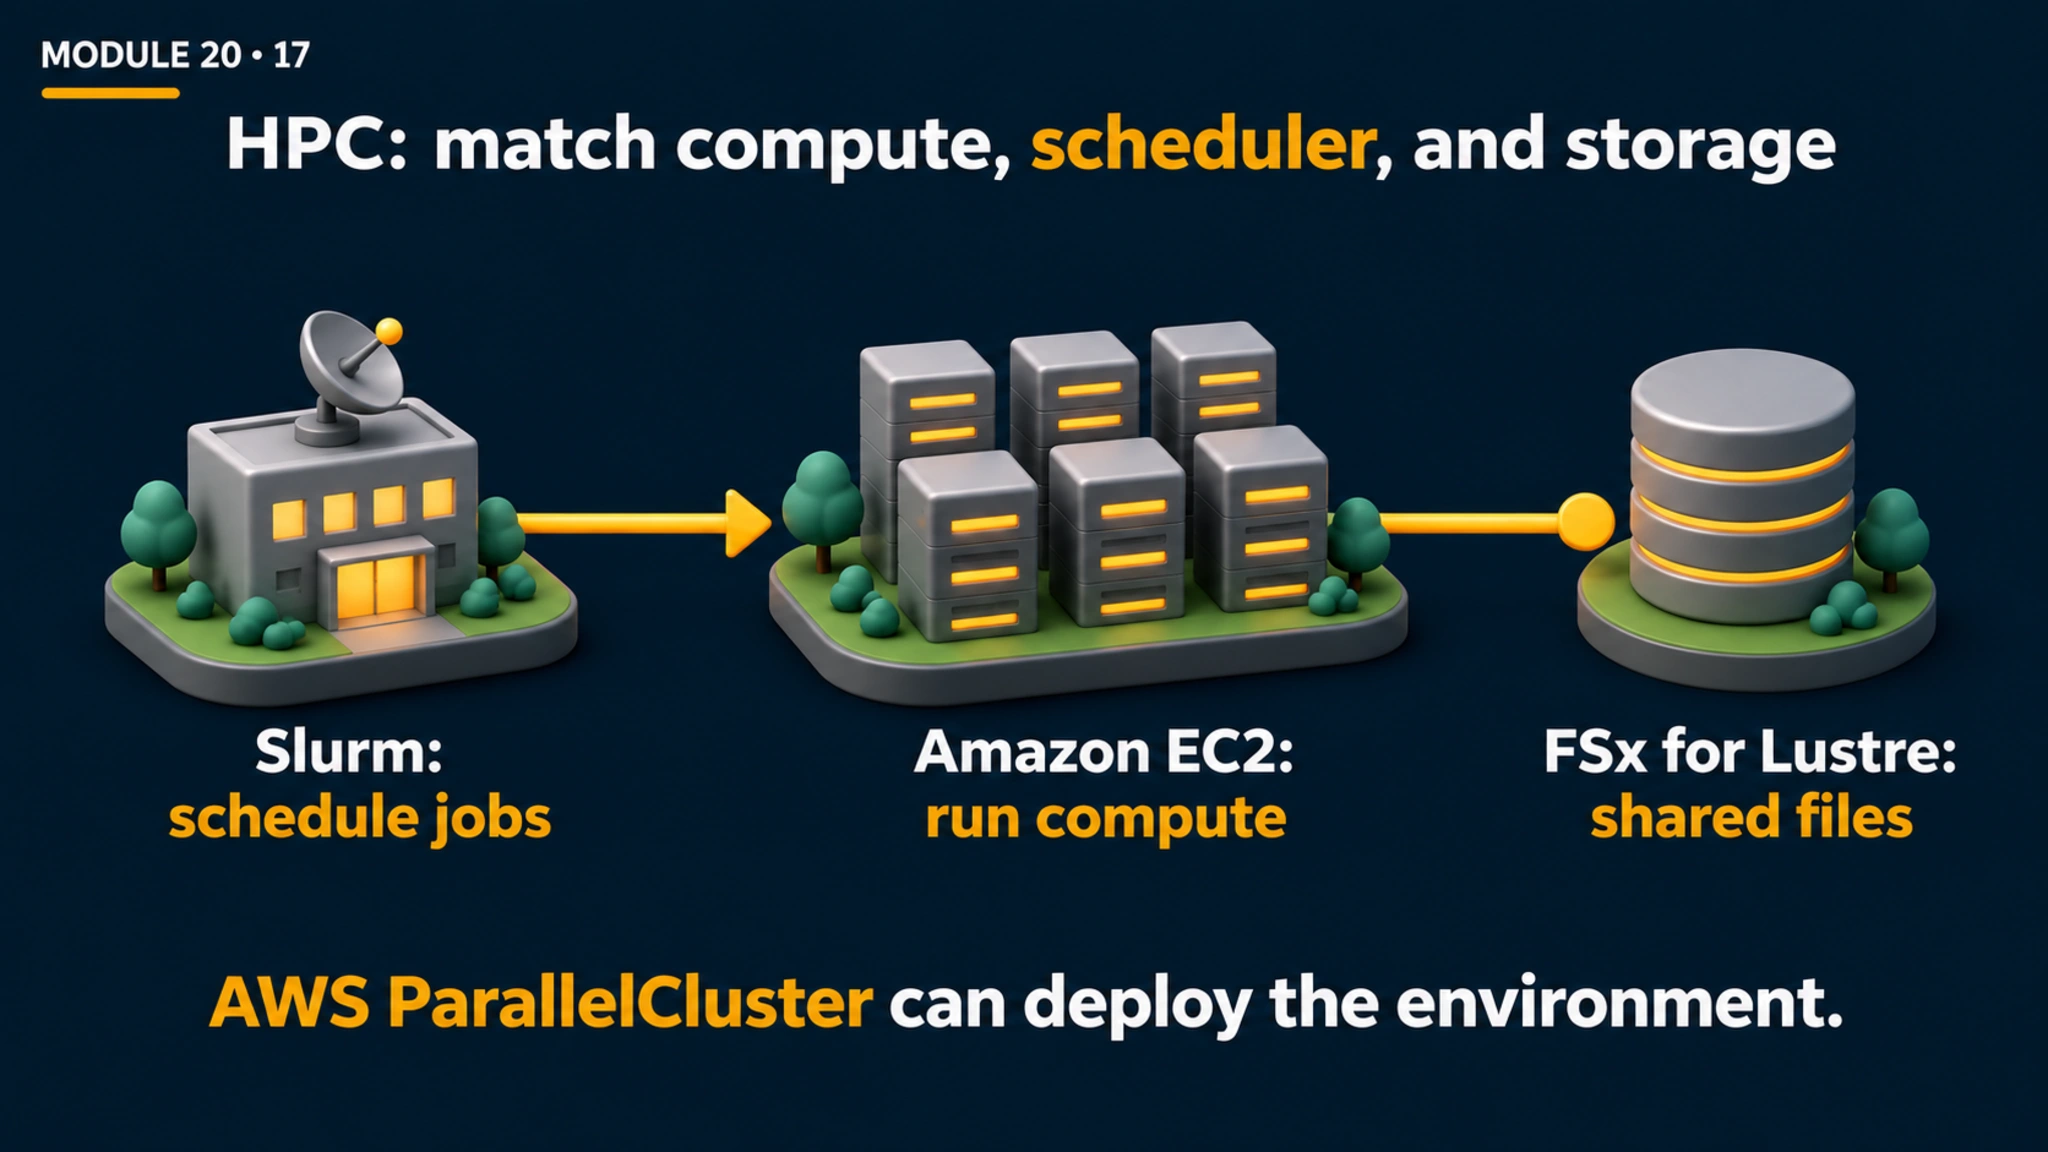 MODULE 20 • 17
HPC: match compute, scheduler, and storage
Slurm:
schedule jobs
Amazon EC2:
run compute
FSx for Lustre:
shared files
AWS ParallelCluster can deploy the environment.